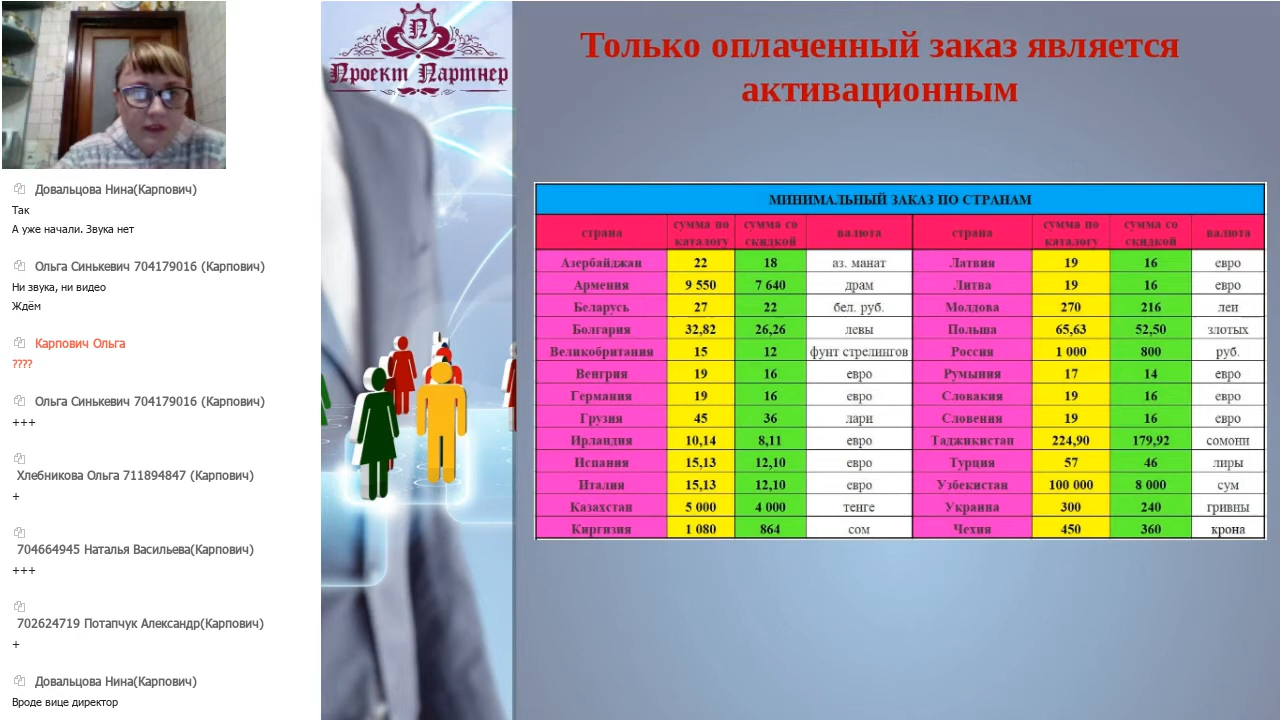 Довальцова Нина(Карпович)
Так
А уже начали. Звука нет
Ольга Синькевич 704179016 (Карпович)
Ни звука, ни видео
Ждём
Карпович Ольга
????
Ольга Синькевич 704179016 (Карпович)
+++
Хлебникова Ольга 711894847 (Карпович)
+
704664945 Наталья Васильева(Карпович)
+++
702624719 Потапчук Александр(Карпович)
+
Довальцова Нина(Карпович)
Вроде вице директор
П
Проект Партнер
Только оплаченный заказ является
активационным
МИНИМАЛЬНЫЙ ЗАКАЗ ПО СТРАНАМ
страна сумма по каталогу сумма со скидкой валюта страна сумма по каталогу сумма со скидкой валюта
Азербайджан 22 18 аз. манат Латвия 19 16 евро
Армения 9 550 7 640 драм Литва 19 16 евро
Беларусь 27 22 бел. руб. Молдова 270 216 леи
Болгария 32,82 26,26 левы Польша 65,63 52,50 злотых
Великобритания 15 12 фунт стрелингов Россия 1 000 800 руб.
Венгрия 19 16 евро Румыния 17 14 евро
Германия 19 16 евро Словакия 19 16 евро
Грузия 45 36 лари Словения 19 16 евро
Ирландия 10,14 8,11 евро Таджикистан 224,90 179,92 сомони
Испания 15,13 12,10 евро Турция 57 46 лиры
Италия 15,13 12,10 евро Узбекистан 100 000 8 000 сум
Казахстан 5 000 4 000 тенге Украина 300 240 гривны
Киргизия 1 080 864 сом Чехия 450 360 крона